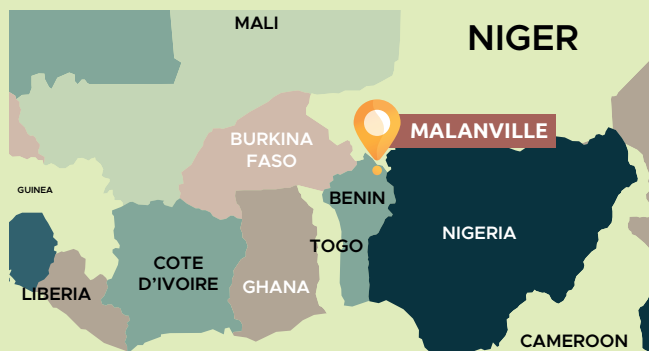 MALI
NIGER
MALANVILLE
BURKINA
FASO
GUINEA
BENIN
NIGERIA
TOGO
COTE
D'IVOIRE
GHANA
LIBERIA
CAMEROON